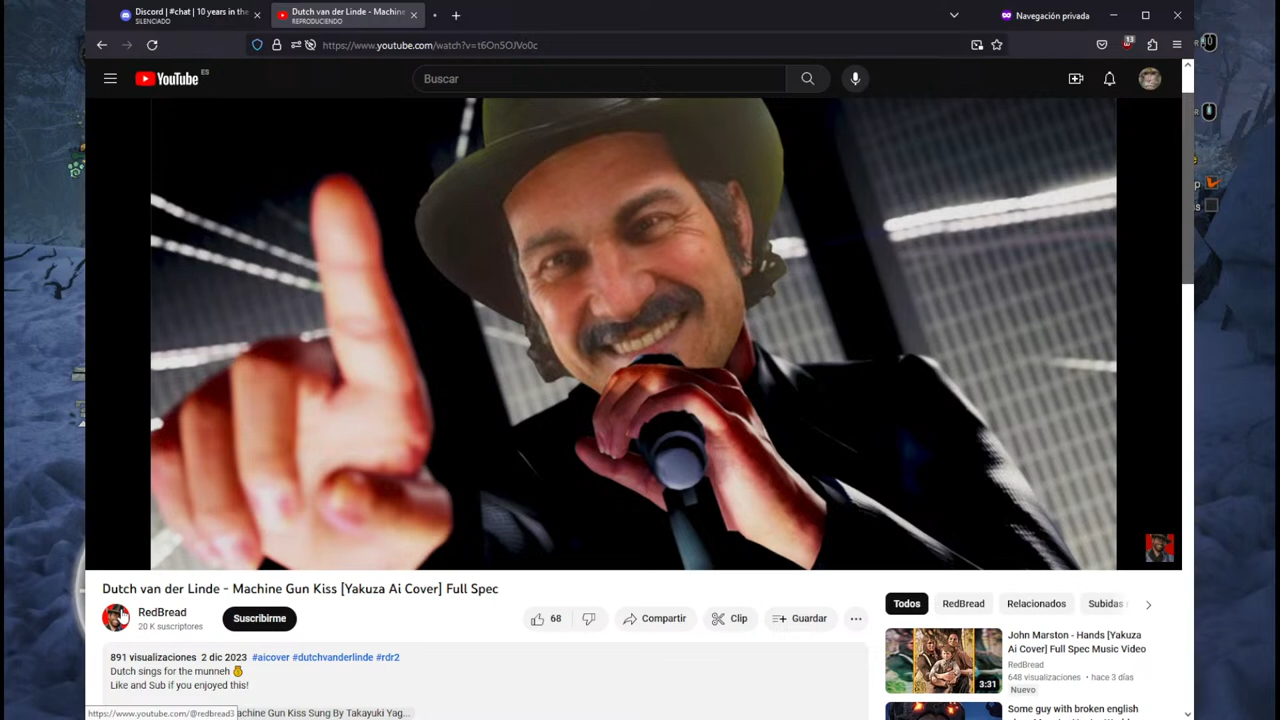 Discord | #chat | 10 years in the
SILENCIADO
Dutch van der Linde - Machine
REPRODUCIENDO
Navegación privada
https://www.youtube.com/watch?v=t6On5OJVo0c
13
YouTube ES
Buscar
Dutch van der Linde - Machine Gun Kiss [Yakuza Ai Cover] Full Spec
RedBread
20 K suscriptores
Suscribirme
68
Compartir
Clip
Guardar
891 visualizaciones 2 dic 2023 #aicover #dutchvanderlinde #rdr2
Dutch sings for the munneh
Like and Sub if you enjoyed this!
https://www.youtube.com/@redbread3
achine Gun Kiss Sung By Takayuki Yag...
Todos
RedBread
Relacionados
Subidas
John Marston - Hands [Yakuza
Ai Cover] Full Spec Music Video
RedBread
648 visualizaciones • hace 3 días
Nuevo
3:31
Some guy with broken english